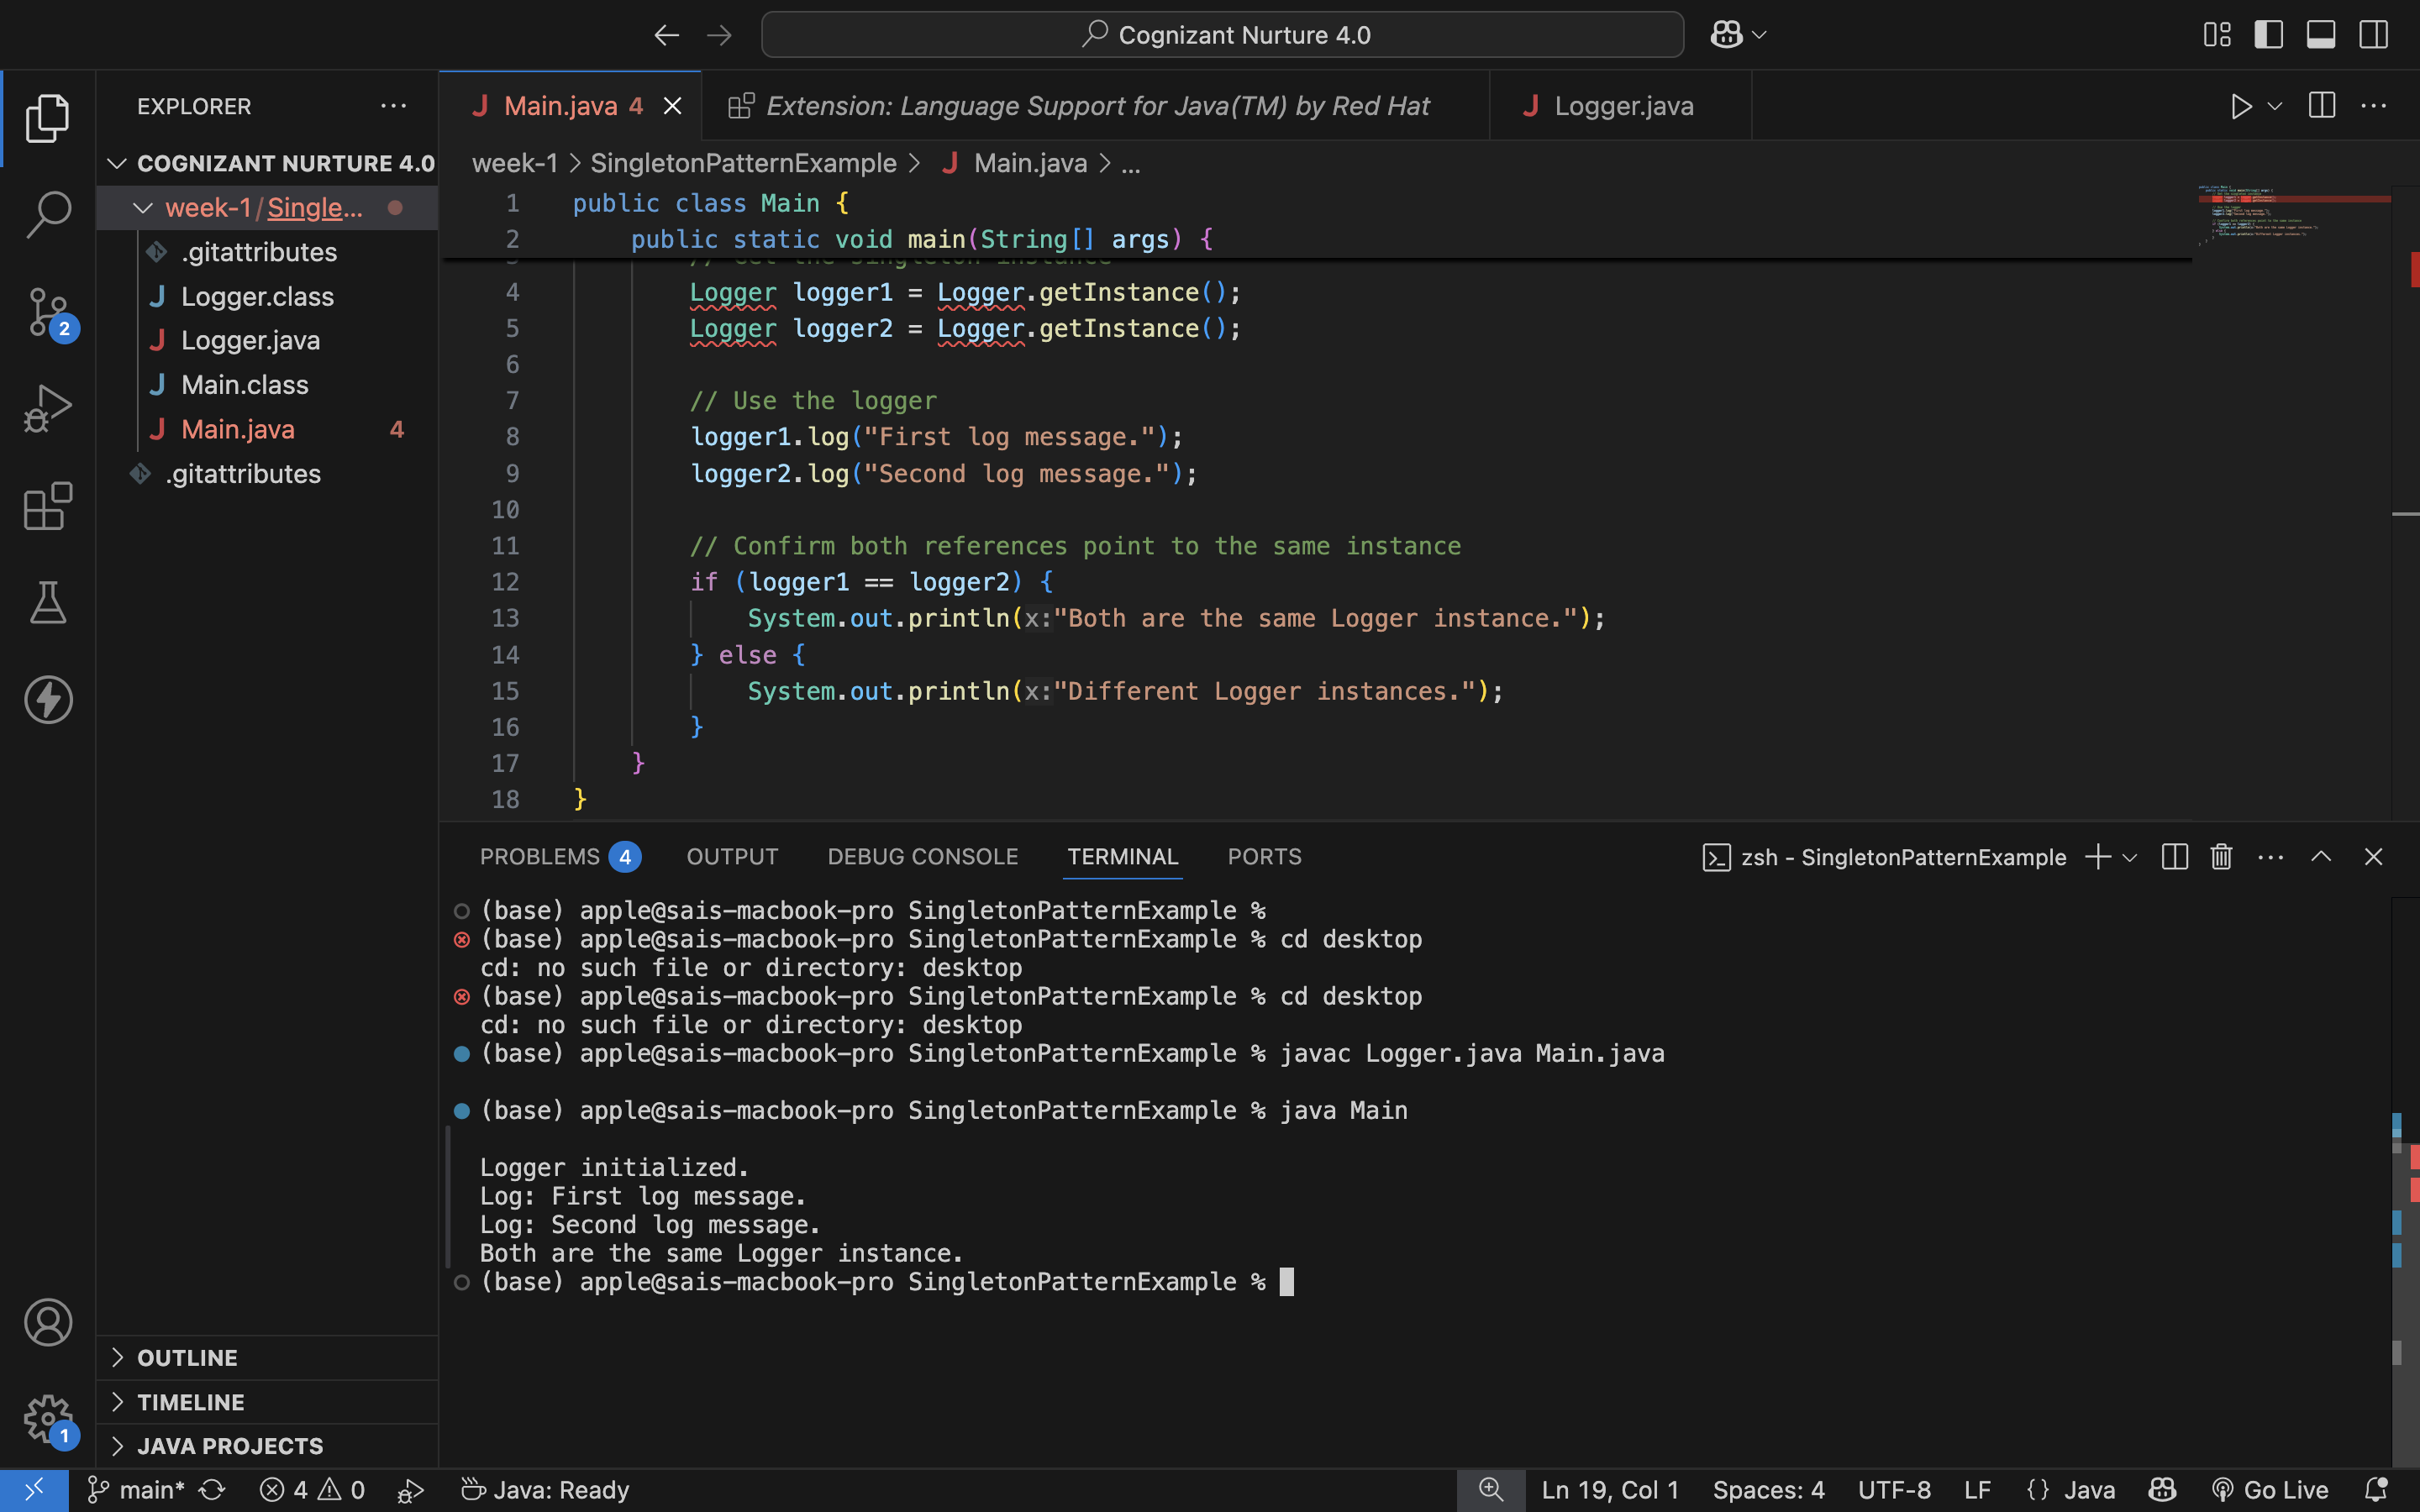 Cognizant Nurture 4.0
EXPLORER
COGNIZANT NURTURE 4.0
week-1/Single...
.gitattributes
Logger.class
Logger.java
Main.class
Main.java 4
.gitattributes
OUTLINE
TIMELINE
JAVA PROJECTS
2
1
Main.java 4
Extension: Language Support for Java(TM) by Red Hat
Logger.java
week-1 > SingletonPatternExample > Main.java > ...
1 public class Main {
2 public static void main(String[] args) {
3 // Get the singleton instance
4 Logger logger1 = Logger.getInstance();
5 Logger logger2 = Logger.getInstance();
6
7 // Use the logger
8 logger1.log("First log message.");
9 logger2.log("Second log message.");
10
11 // Confirm both references point to the same instance
12 if (logger1 == logger2) {
13 System.out.println(x:"Both are the same Logger instance.");
14 } else {
15 System.out.println(x:"Different Logger instances.");
16 }
17 }
18 }
PROBLEMS 4 OUTPUT DEBUG CONSOLE TERMINAL PORTS
zsh - SingletonPatternExample
(base) apple@sais-macbook-pro SingletonPatternExample %
(base) apple@sais-macbook-pro SingletonPatternExample % cd desktop
cd: no such file or directory: desktop
(base) apple@sais-macbook-pro SingletonPatternExample % cd desktop
cd: no such file or directory: desktop
(base) apple@sais-macbook-pro SingletonPatternExample % javac Logger.java Main.java
(base) apple@sais-macbook-pro SingletonPatternExample % java Main
Logger initialized.
Log: First log message.
Log: Second log message.
Both are the same Logger instance.
(base) apple@sais-macbook-pro SingletonPatternExample %
main* 4 0 Java: Ready
Ln 19, Col 1 Spaces: 4 UTF-8 LF {} Java Go Live